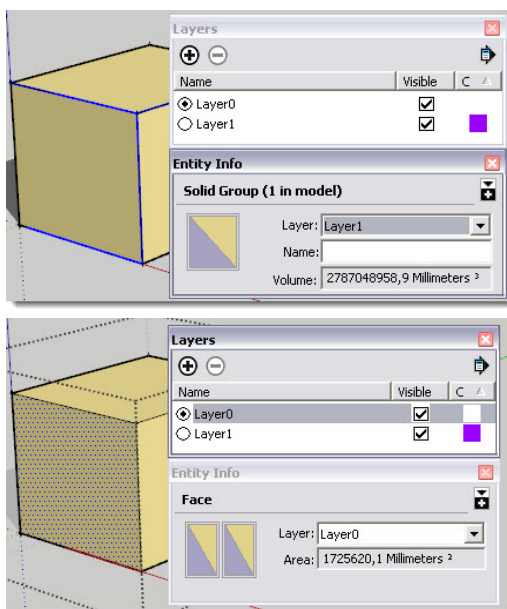 Layers
Name Visible C
Layer0
Layer1
Entity Info
Solid Group (1 in model)
Layer: Layer1
Name:
Volume: 2787048958,9 Millimeters ³
Layers
Name Visible C
Layer0
Layer1
Entity Info
Face
Layer: Layer0
Area: 1725620,1 Millimeters ²